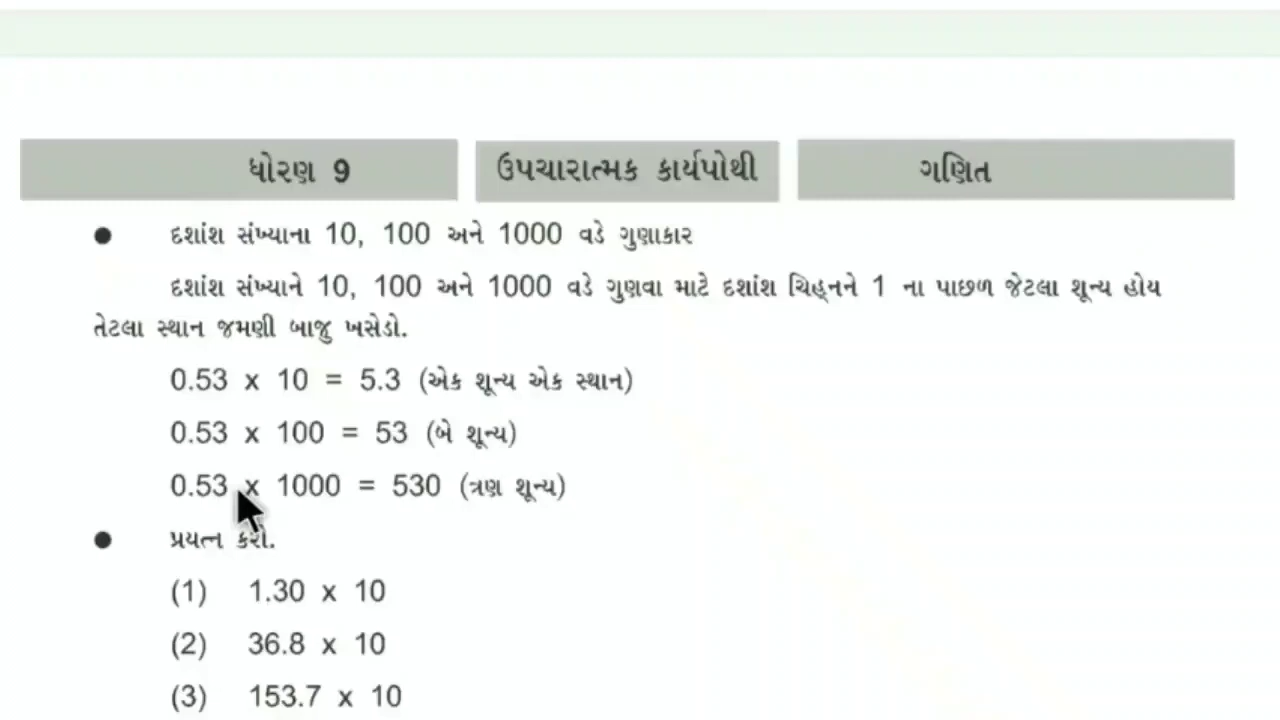 ધોરણ 9 ઉપચારાત્મક કાર્યપોથી ગણિત
● દશાંશ સંખ્યાના 10, 100 અને 1000 વડે ગુણાકાર
દશાંશ સંખ્યાને 10, 100 અને 1000 વડે ગુણવા માટે દશાંશ ચિહ્નને 1 ના પાછળ જેટલા શૂન્ય હોય
તેટલા સ્થાન જમણી બાજુ ખસેડો.
0.53 x 10 = 5.3 (એક શૂન્ય એક સ્થાન)
0.53 x 100 = 53 (બે શૂન્ય)
0.53 x 1000 = 530 (ત્રણ શૂન્ય)
● પ્રયત્ન કરો.
(1) 1.30 x 10
(2) 36.8 x 10
(3) 153.7 x 10